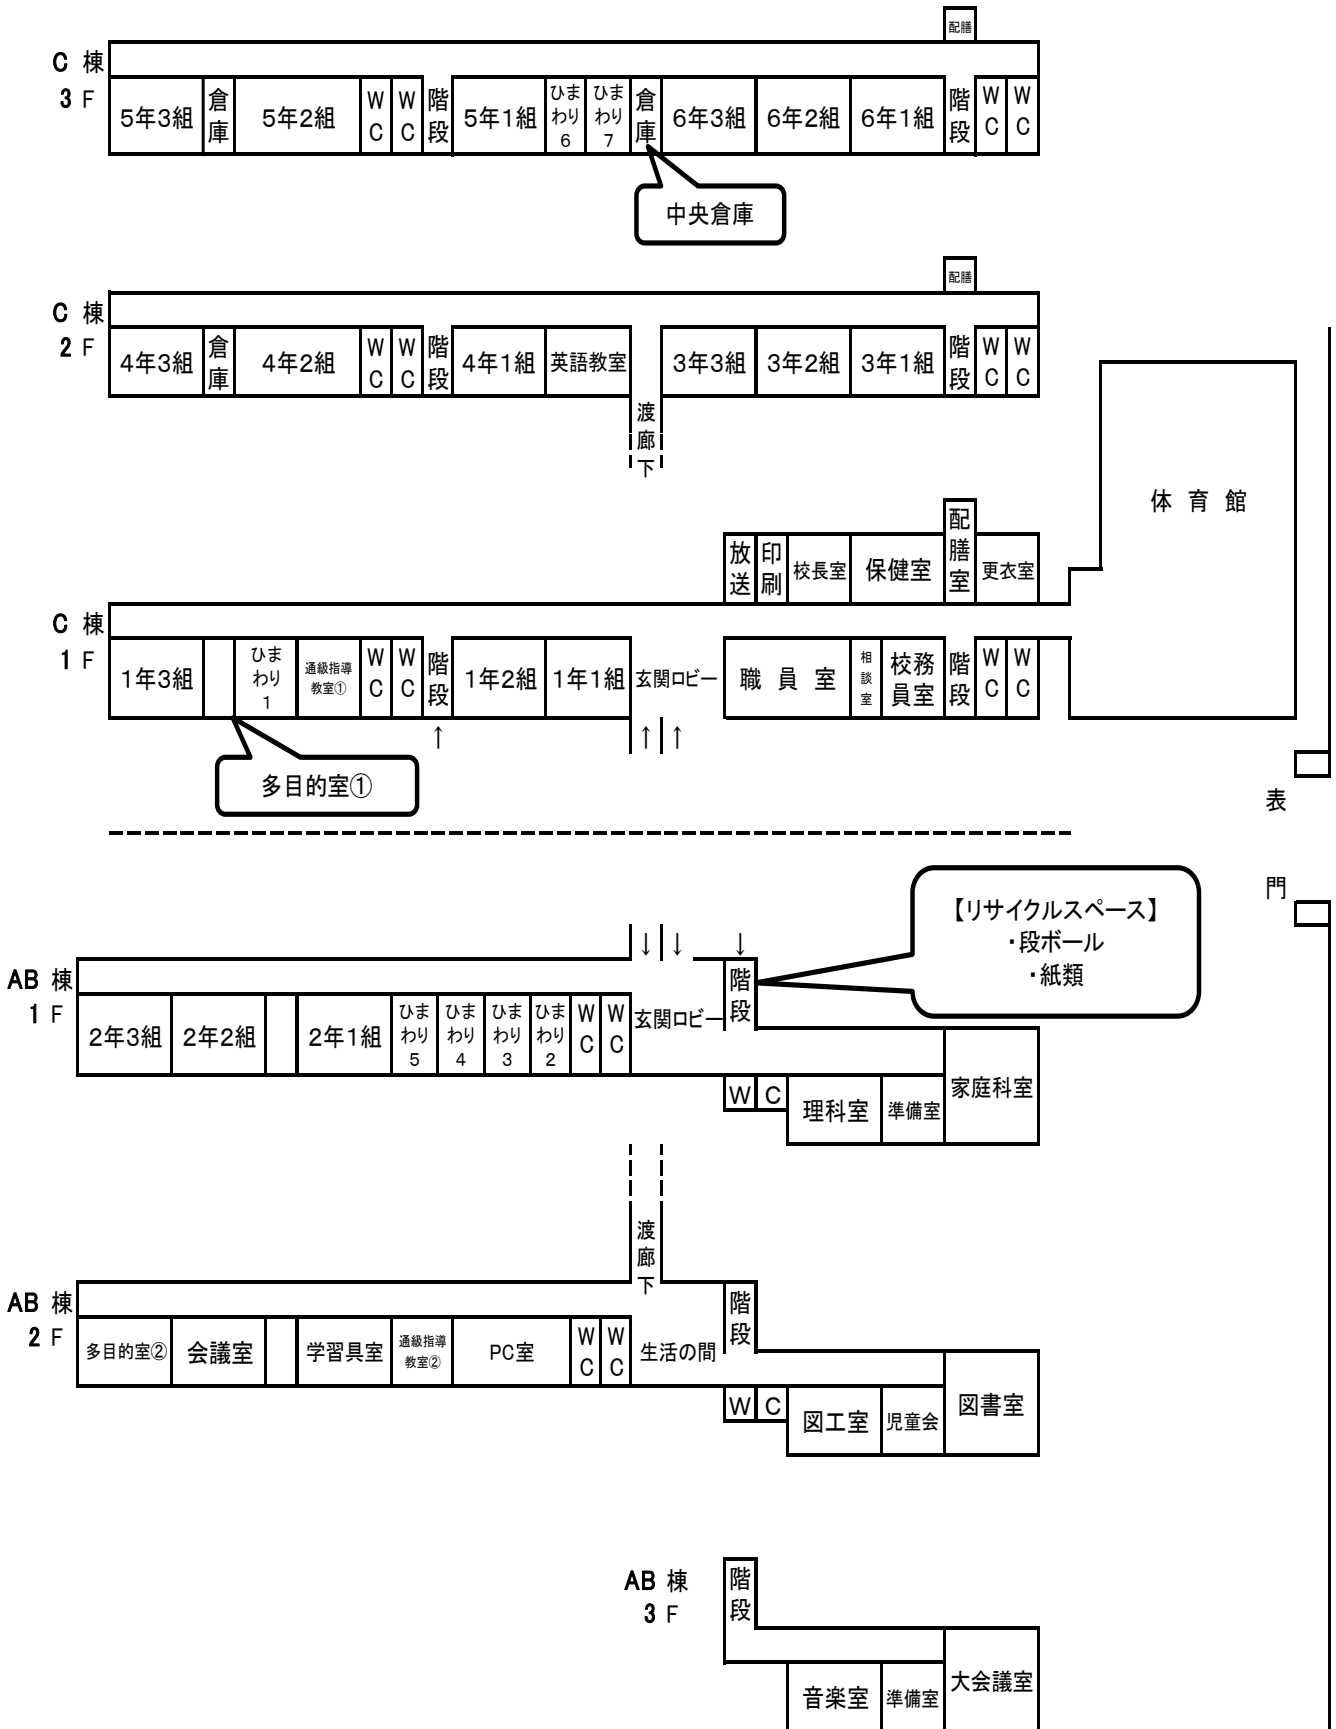 配膳
C 棟
3 F
5年3組
倉庫
5年2組
WC
WC
階段
5年1組
ひまわり6
ひまわり7
倉庫
6年3組
6年2組
6年1組
階段
WC
WC
中央倉庫
配膳
C 棟
2 F
4年3組
倉庫
4年2組
WC
WC
階段
4年1組
英語教室
3年3組
3年2組
3年1組
階段
WC
WC
渡廊下
体 育 館
放送
印刷
校長室
保健室
配膳室
更衣室
C 棟
1 F
1年3組
ひまわり1
通級指導
教室①
WC
WC
階段
1年2組
1年1組
玄関ロビー
職 員 室
相談室
校務
員室
階段
WC
WC
↑
↑
↑
多目的室①
表
門
【リサイクルスペース】
・段ボール
・紙類
↓
↓
↓
AB 棟
1 F
2年3組
2年2組
2年1組
ひまわり5
ひまわり4
ひまわり3
ひまわり2
WC
WC
玄関ロビー
階段
W C
理科室
準備室
家庭科室
渡廊下
AB 棟
2 F
多目的室②
会議室
学習具室
通級指導
教室②
PC室
WC
WC
生活の間
階段
W C
図工室
児童会
図書室
AB 棟
3 F
階段
音楽室
準備室
大会議室